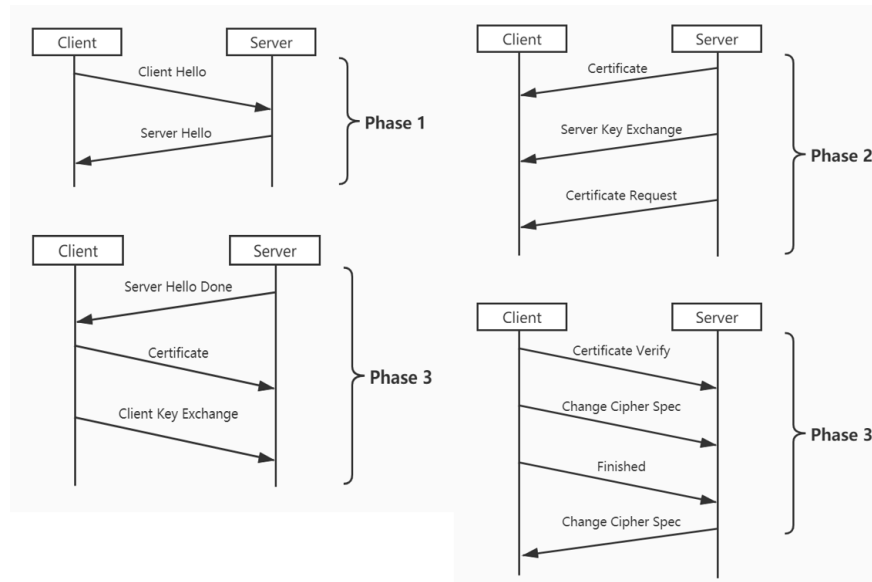 Client
Server
Client Hello
Server Hello
Phase 1
Client
Server
Certificate
Server Key Exchange
Certificate Request
Phase 2
Client
Server
Server Hello Done
Certificate
Client Key Exchange
Phase 3
Client
Server
Certificate Verify
Change Cipher Spec
Finished
Change Cipher Spec
Phase 3